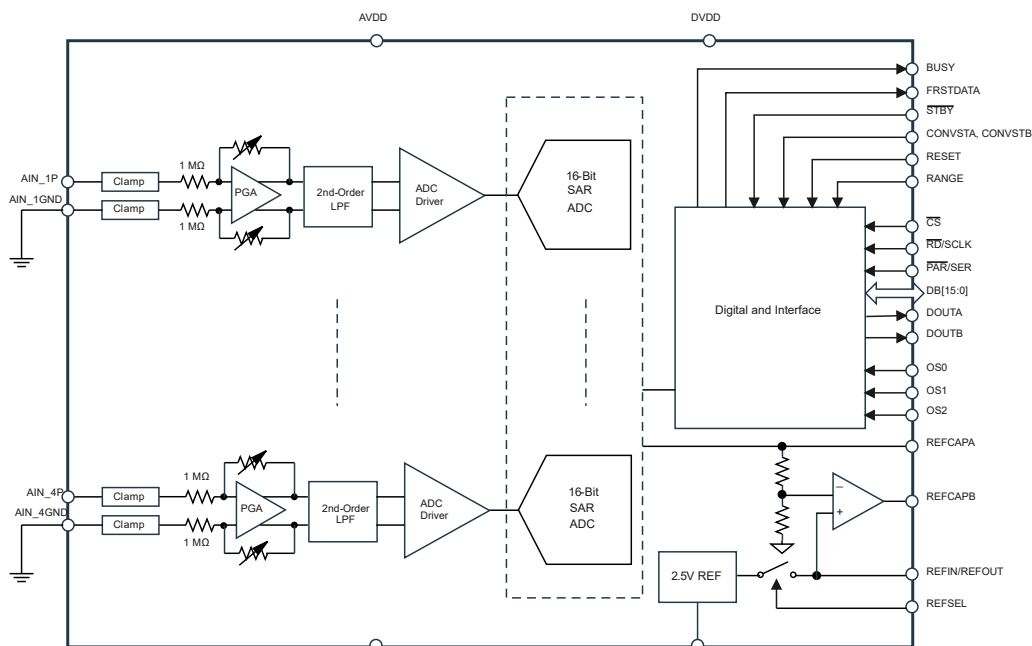 AVDD
DVDD
BUSY
FRSTDATA
STBY
CONVSTA, CONVSTB
RESET
RANGE
AIN_1P
AIN_1GND
Clamp
Clamp
1 MΩ
1 MΩ
PGA
2nd-Order
LPF
ADC
Driver
16-Bit
SAR
ADC
Digital and Interface
CS
RD/SCLK
PAR/SER
DB[15:0]
DOUTA
DOUTB
OS0
OS1
OS2
REFCAPA
AIN_4P
AIN_4GND
Clamp
Clamp
1 MΩ
1 MΩ
PGA
2nd-Order
LPF
ADC
Driver
16-Bit
SAR
ADC
−
+
REFCAPB
2.5V REF
REFIN/REFOUT
REFSEL